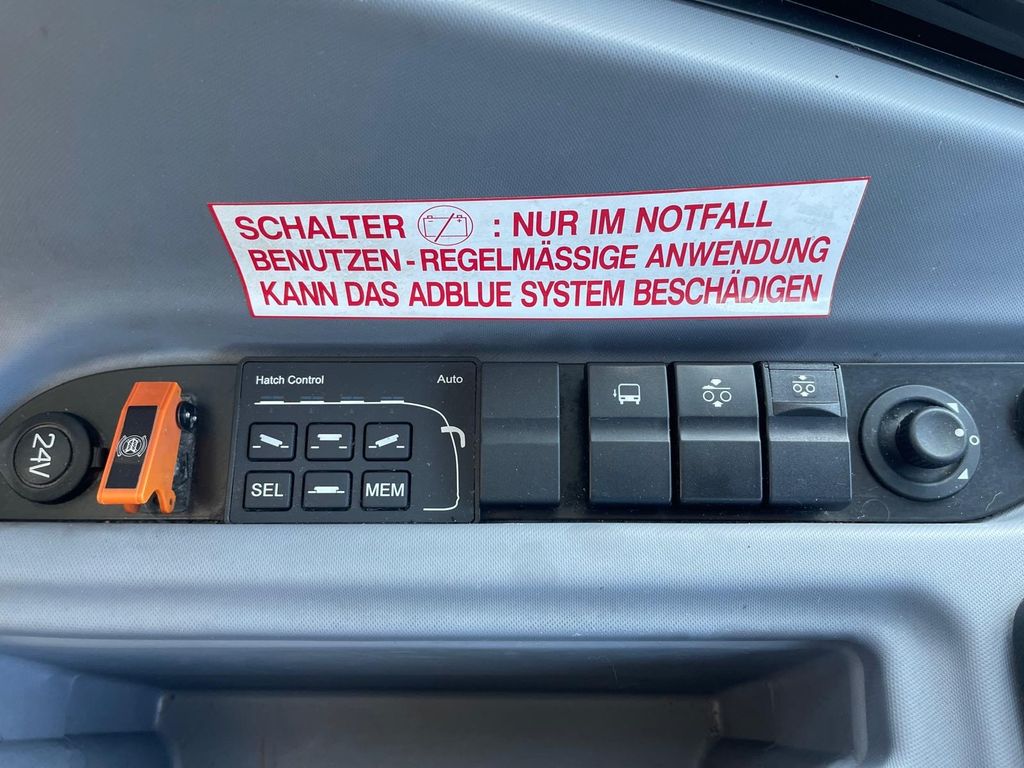 SCHALTER : NUR IM NOTFALL
BENUTZEN - REGELMÄSSIGE ANWENDUNG
KANN DAS ADBLUE SYSTEM BESCHÄDIGEN
Hatch Control Auto
24V
SEL MEM
O